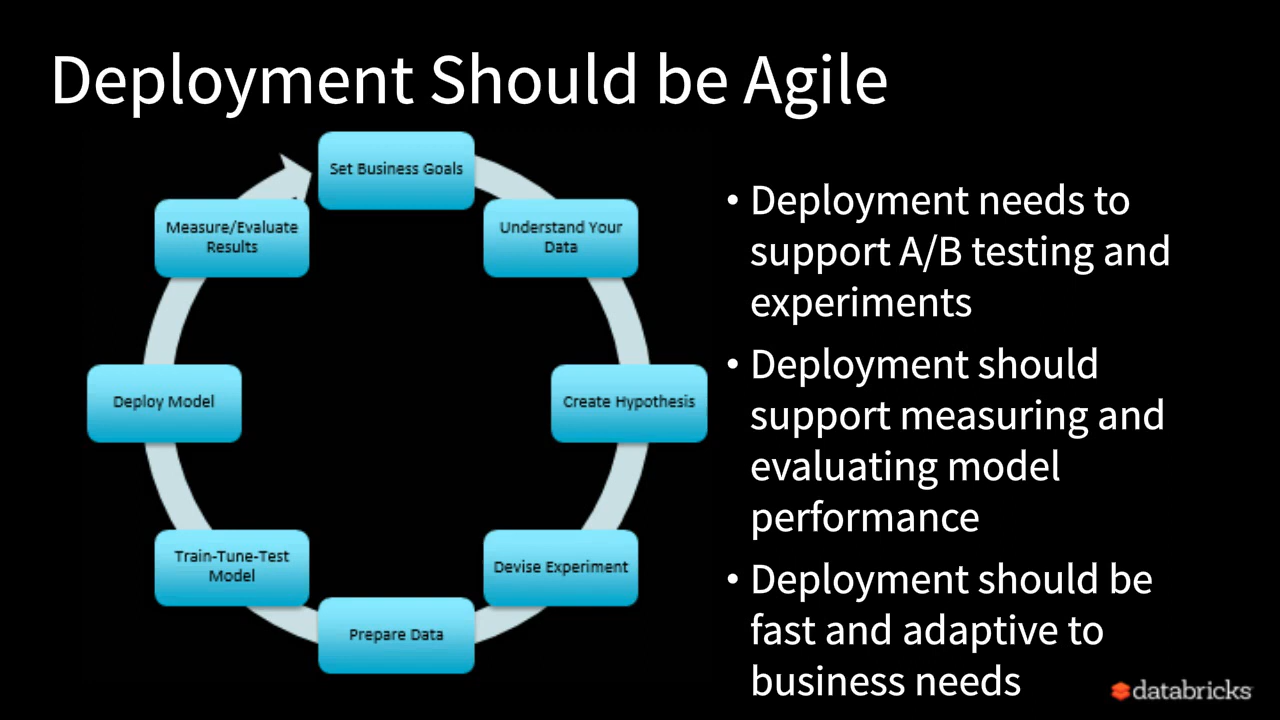 Deployment Should be Agile
Set Business Goals
Understand Your
Data
Create Hypothesis
Devise Experiment
Prepare Data
Train-Tune-Test
Model
Deploy Model
Measure/Evaluate
Results
• Deployment needs to
support A/B testing and
experiments
• Deployment should
support measuring and
evaluating model
performance
• Deployment should be
fast and adaptive to
business needs
databricks